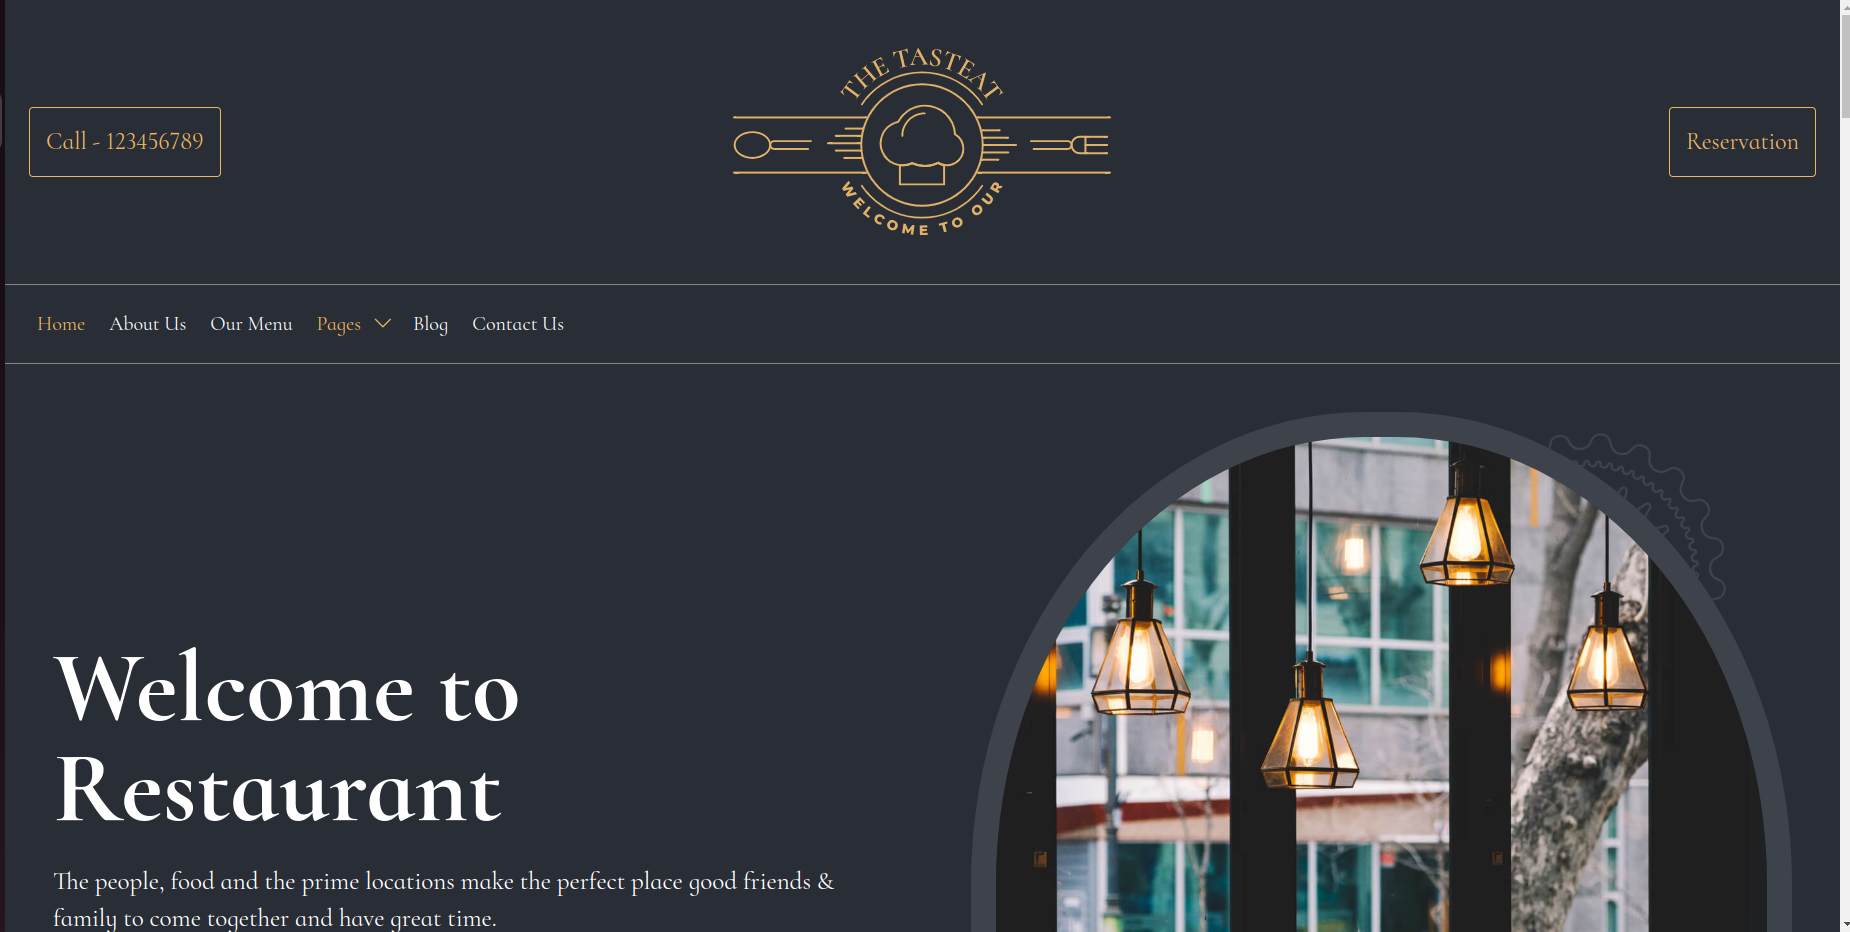 THE TASTEAT
Call - 123456789
Reservation
WELCOME TO OUR
Home About Us Our Menu Pages Blog Contact Us
Welcome to
Restaurant
The people, food and the prime locations make the perfect place good friends &
family to come together and have great time.